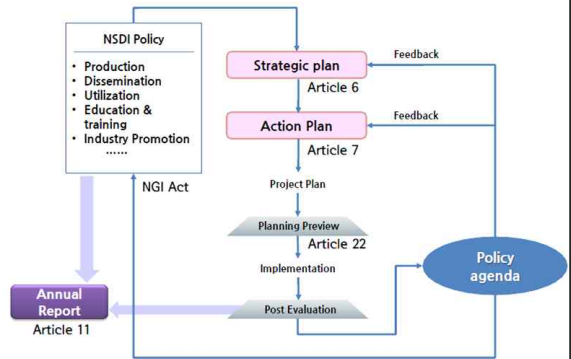 NSDI Policy
• Production
• Dissemination
• Utilization
• Education &
training
• Industry Promotion
······
NGI Act
Strategic plan
Article 6
Action Plan
Article 7
Project Plan
Planning Preview
Article 22
Implementation
Post Evaluation
Feedback
Feedback
Policy
agenda
Annual
Report
Article 11